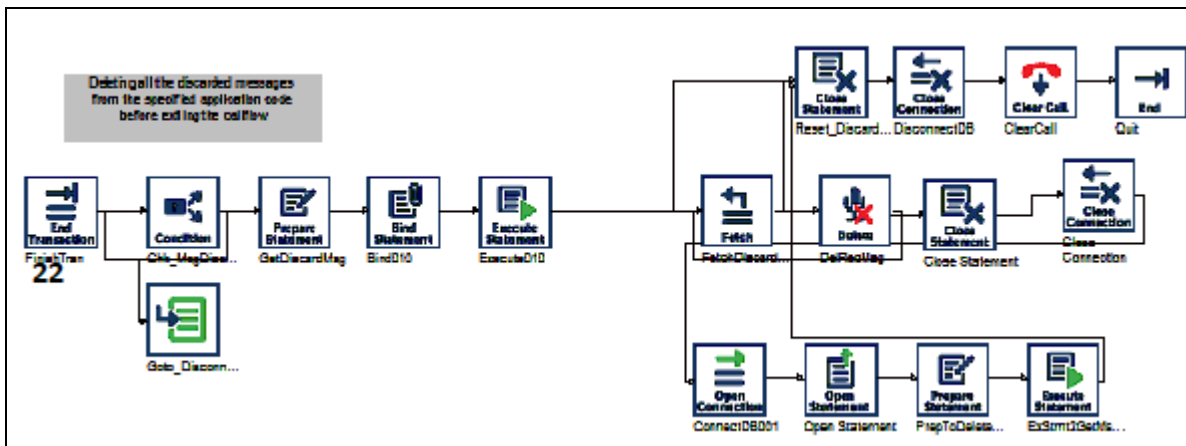 Deleting all the discarded messages
from the specified application code
before exiting the callflow
Close
Statement
Reset_Discard...
Close
Connection
DisconnectDB
Clear Call
ClearCall
End
Quit
End
Transaction
FinishTran
22
Condition
Chk_MsgDisc...
Prepare
Statement
GetDiscardMsg
Bind
Statement
Bind010
Execute
Statement
Execute010
Fetch
FetchDiscard...
Delete
DelRecMsg
Close
Statement
Close Statement
Close
Connection
Close
Connection
Goto_Disconn...
Open
Connection
ConnectDB001
Open
Statement
Open Statement
Prepare
Statement
PrepToDelete...
Execute
Statement
ExStmt2GetMs...